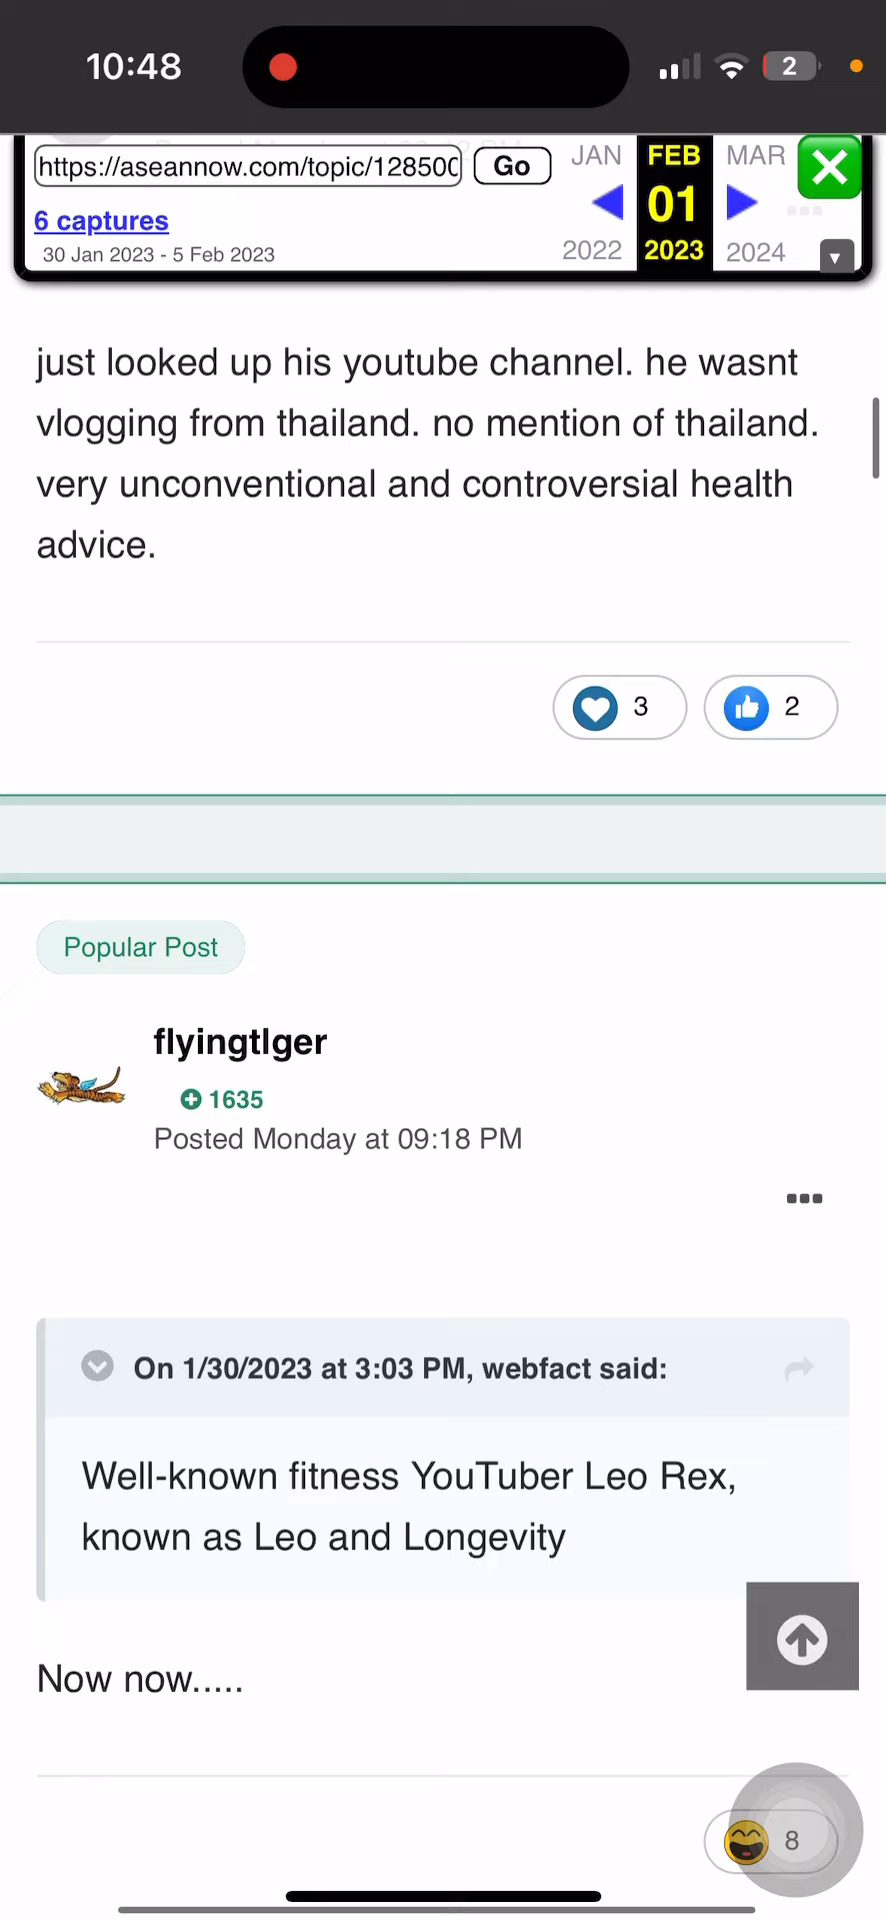 10:48
2
https://aseannow.com/topic/12850
Go
JAN
FEB
MAR
6 captures
01
30 Jan 2023 - 5 Feb 2023
2022
2023
2024
just looked up his youtube channel. he wasnt
vlogging from thailand. no mention of thailand.
very unconventional and controversial health
advice.
3
2
Popular Post
flyingtlger
1635
Posted Monday at 09:18 PM
On 1/30/2023 at 3:03 PM, webfact said:
Well-known fitness YouTuber Leo Rex,
known as Leo and Longevity
Now now.....
8